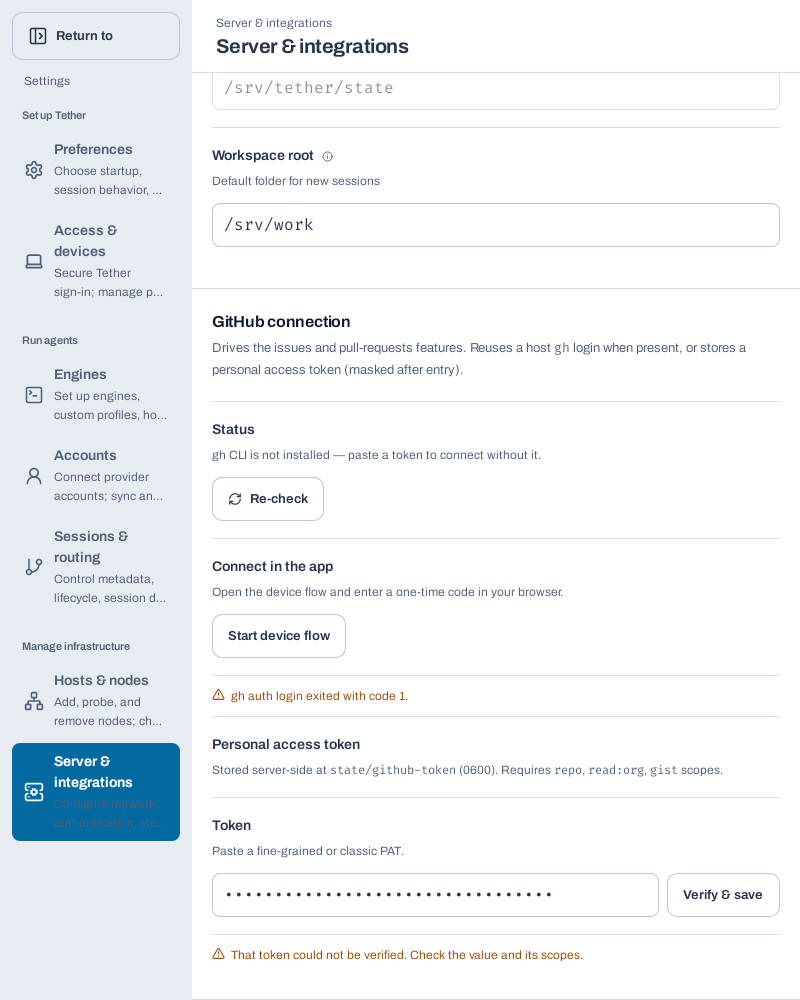 Return to
Settings
Set up Tether
Preferences
Choose startup,
session behavior, ...
Access &
devices
Secure Tether
sign-in; manage p...
Run agents
Engines
Set up engines,
custom profiles, ho...
Accounts
Connect provider
accounts; sync an...
Sessions &
routing
Control metadata,
lifecycle, session d...
Manage infrastructure
Hosts & nodes
Add, probe, and
remove nodes; ch...
Server &
integrations
Configure network,
authentication, sto...
Server & integrations
Server & integrations
/srv/tether/state
Workspace root
Default folder for new sessions
/srv/work
GitHub connection
Drives the issues and pull-requests features. Reuses a host gh login when present, or stores a
personal access token (masked after entry).
Status
gh CLI is not installed — paste a token to connect without it.
Re-check
Connect in the app
Open the device flow and enter a one-time code in your browser.
Start device flow
gh auth login exited with code 1.
Personal access token
Stored server-side at state/github-token (0600). Requires repo, read:org, gist scopes.
Token
Paste a fine-grained or classic PAT.
••••••••••••••••••••••••••••••••
Verify & save
That token could not be verified. Check the value and its scopes.